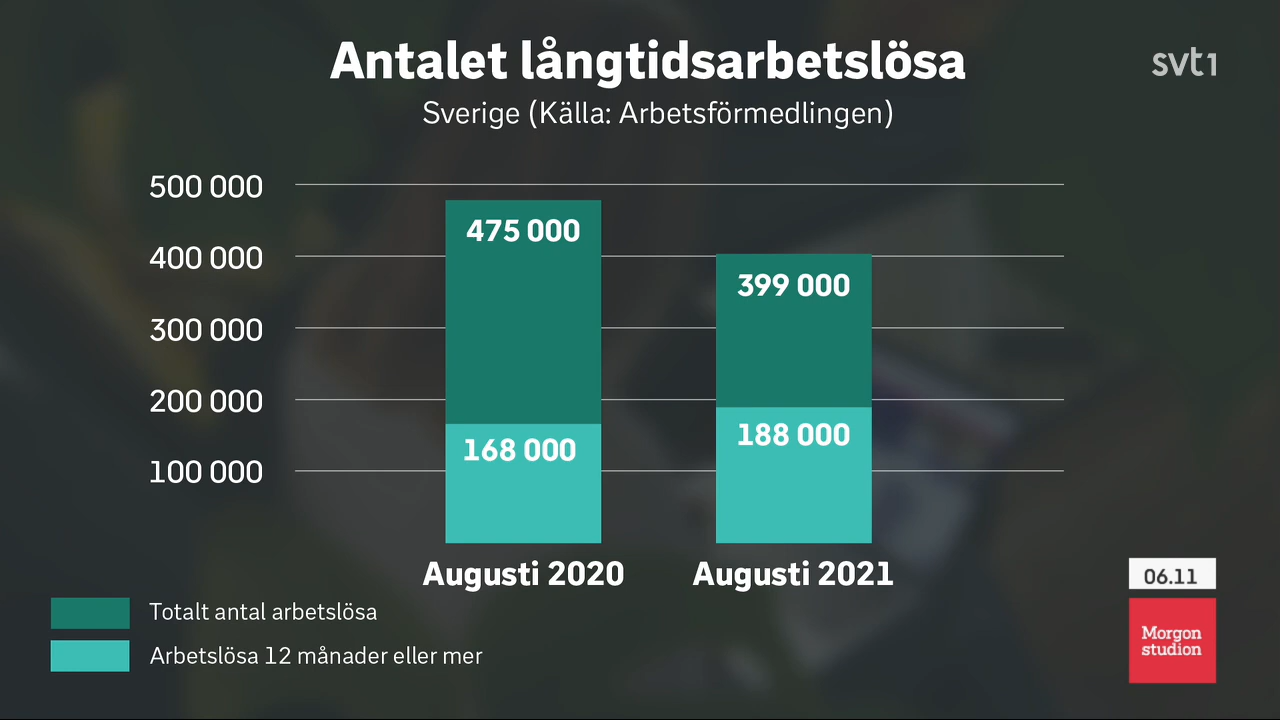 Antalet långtidsarbetslösa
svt1
Sverige (Källa: Arbetsförmedlingen)
500 000
475 000
400 000
399 000
300 000
200 000
188 000
168 000
100 000
Augusti 2020
Augusti 2021
06.11
Totalt antal arbetslösa
Morgon
studion
Arbetslösa 12 månader eller mer